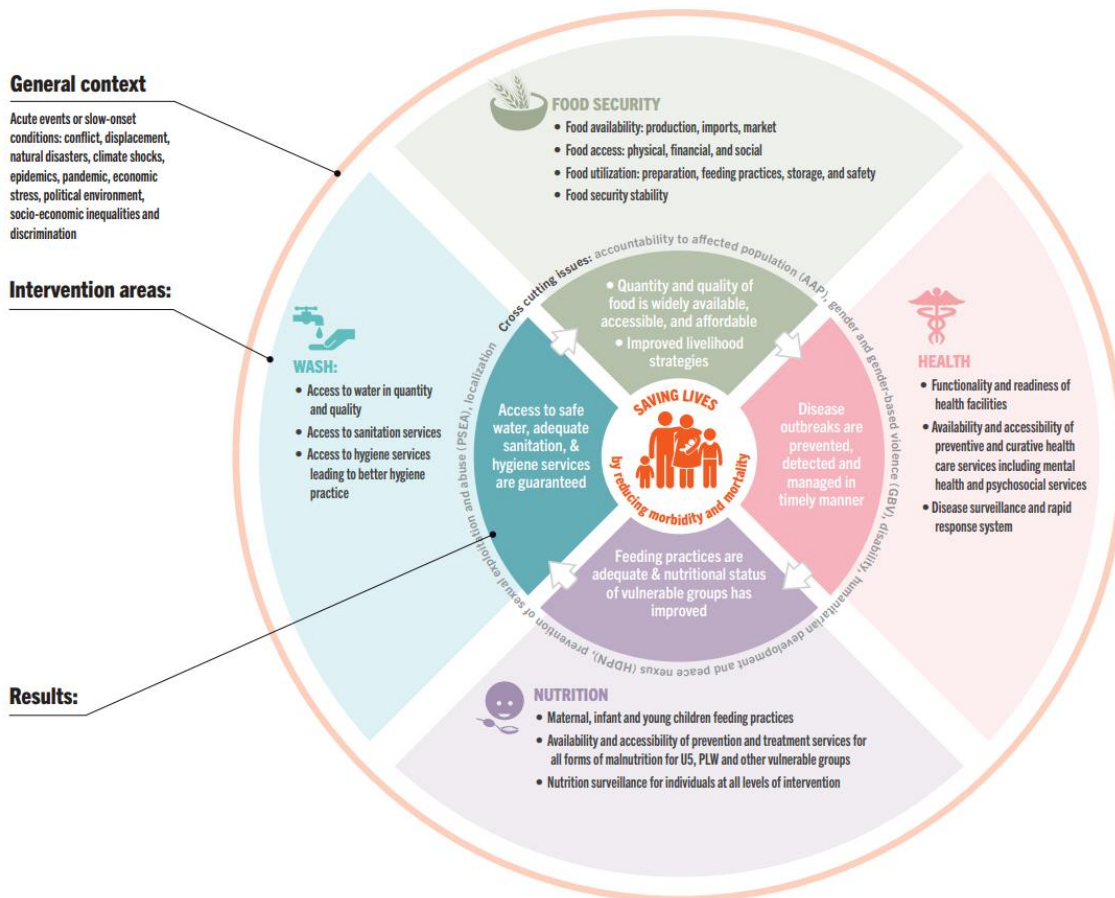 General context
Acute events or slow-onset
conditions: conflict, displacement,
natural disasters, climate shocks,
epidemics, pandemic, economic
stress, political environment,
socio-economic inequalities and
discrimination
Intervention areas:
Results:
FOOD SECURITY
• Food availability: production, imports, market
• Food access: physical, financial, and social
• Food utilization: preparation, feeding practices, storage, and safety
• Food security stability
Cross cutting issues: accountability to affected population (AAP), gender and gender-based violence (GBV), disability, humanitarian development and peace nexus (HDPN), prevention of sexual exploitation and abuse (PSEA), localization
• Quantity and quality of
food is widely available,
accessible, and affordable
• Improved livelihood
strategies
WASH:
• Access to water in quantity
and quality
• Access to sanitation services
• Access to hygiene services
leading to better hygiene
practice
Access to safe
water, adequate
sanitation, &
hygiene services
are guaranteed
SAVING LIVES
by reducing morbidity and mortality
Disease
outbreaks are
prevented,
detected and
managed in
timely manner
HEALTH
• Functionality and readiness of
health facilities
• Availability and accessibility of
preventive and curative health
care services including mental
health and psychosocial services
• Disease surveillance and rapid
response system
Feeding practices are
adequate & nutritional status
of vulnerable groups has
improved
NUTRITION
• Maternal, infant and young children feeding practices
• Availability and accessibility of prevention and treatment services for
all forms of malnutrition for U5, PLW and other vulnerable groups
• Nutrition surveillance for individuals at all levels of intervention